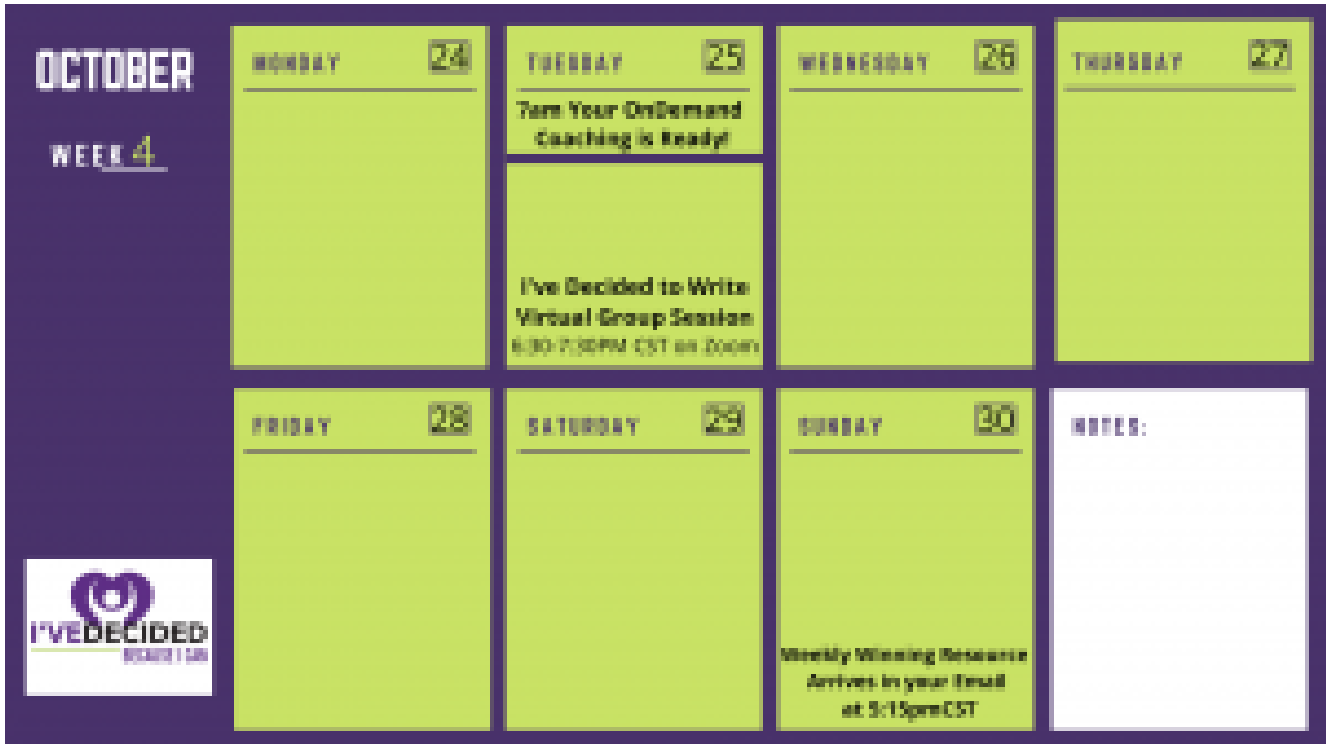 OCTOBER
WEEK 4
MONDAY 24
TUESDAY 25
7am Your OnDemand
Coaching is Ready!
I've Decided to Write
Virtual Group Session
6:30-7:30PM CST on Zoom
WEDNESDAY 26
THURSDAY 27
FRIDAY 28
SATURDAY 29
SUNDAY 30
Weekly Winning Resource
Arrives in your Email
at 5:15pmCST
NOTES:
I'VEDECIDED
BECAUSE I CAN